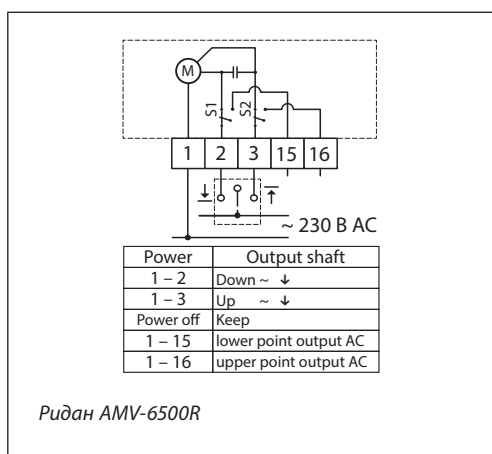 M
S1
S2
1 2 3 15 16
~ 230 В AC
Power Output shaft
1 – 2 Down ~ ↓
1 – 3 Up ~ ↓
Power off Keep
1 – 15 lower point output AC
1 – 16 upper point output AC
Ридан AMV-6500R